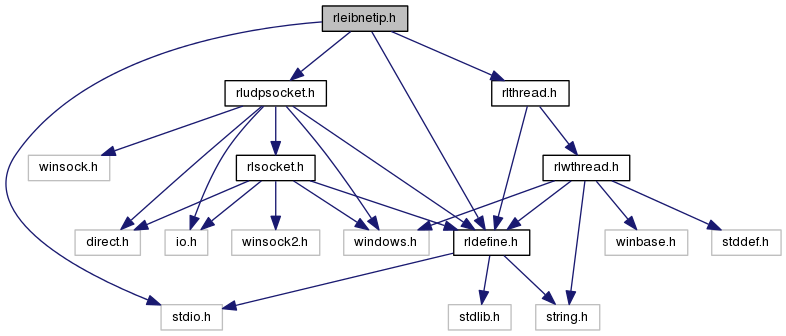 rleibnetip.h
rludpsocket.h
rlthread.h
winsock.h
rlsocket.h
rlwthread.h
direct.h
io.h
winsock2.h
windows.h
rldefine.h
winbase.h
stddef.h
stdio.h
stdlib.h
string.h